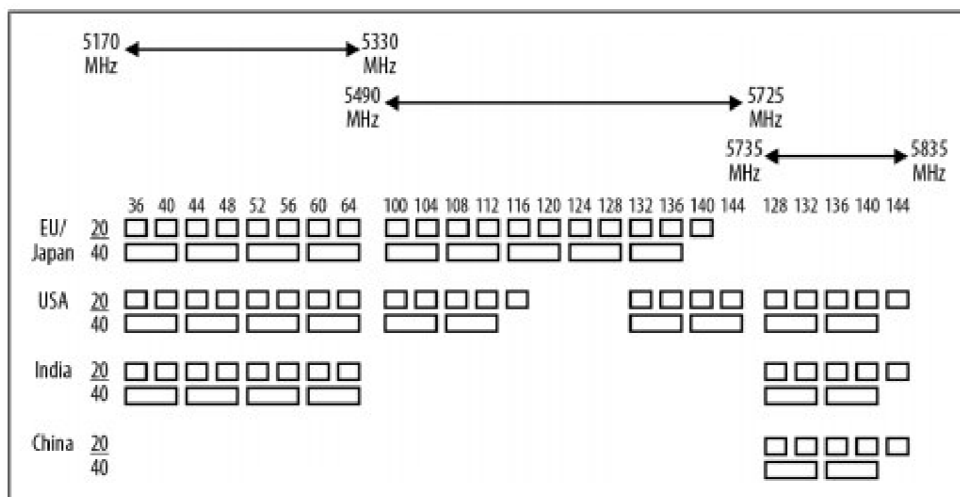 5170 MHz 5330 MHz
5490 MHz 5725 MHz
5735 MHz 5835 MHz
36 40 44 48 52 56 60 64 100 104 108 112 116 120 124 128 132 136 140 144 128 132 136 140 144
EU/ 20
Japan 40
USA 20
40
India 20
40
China 20
40